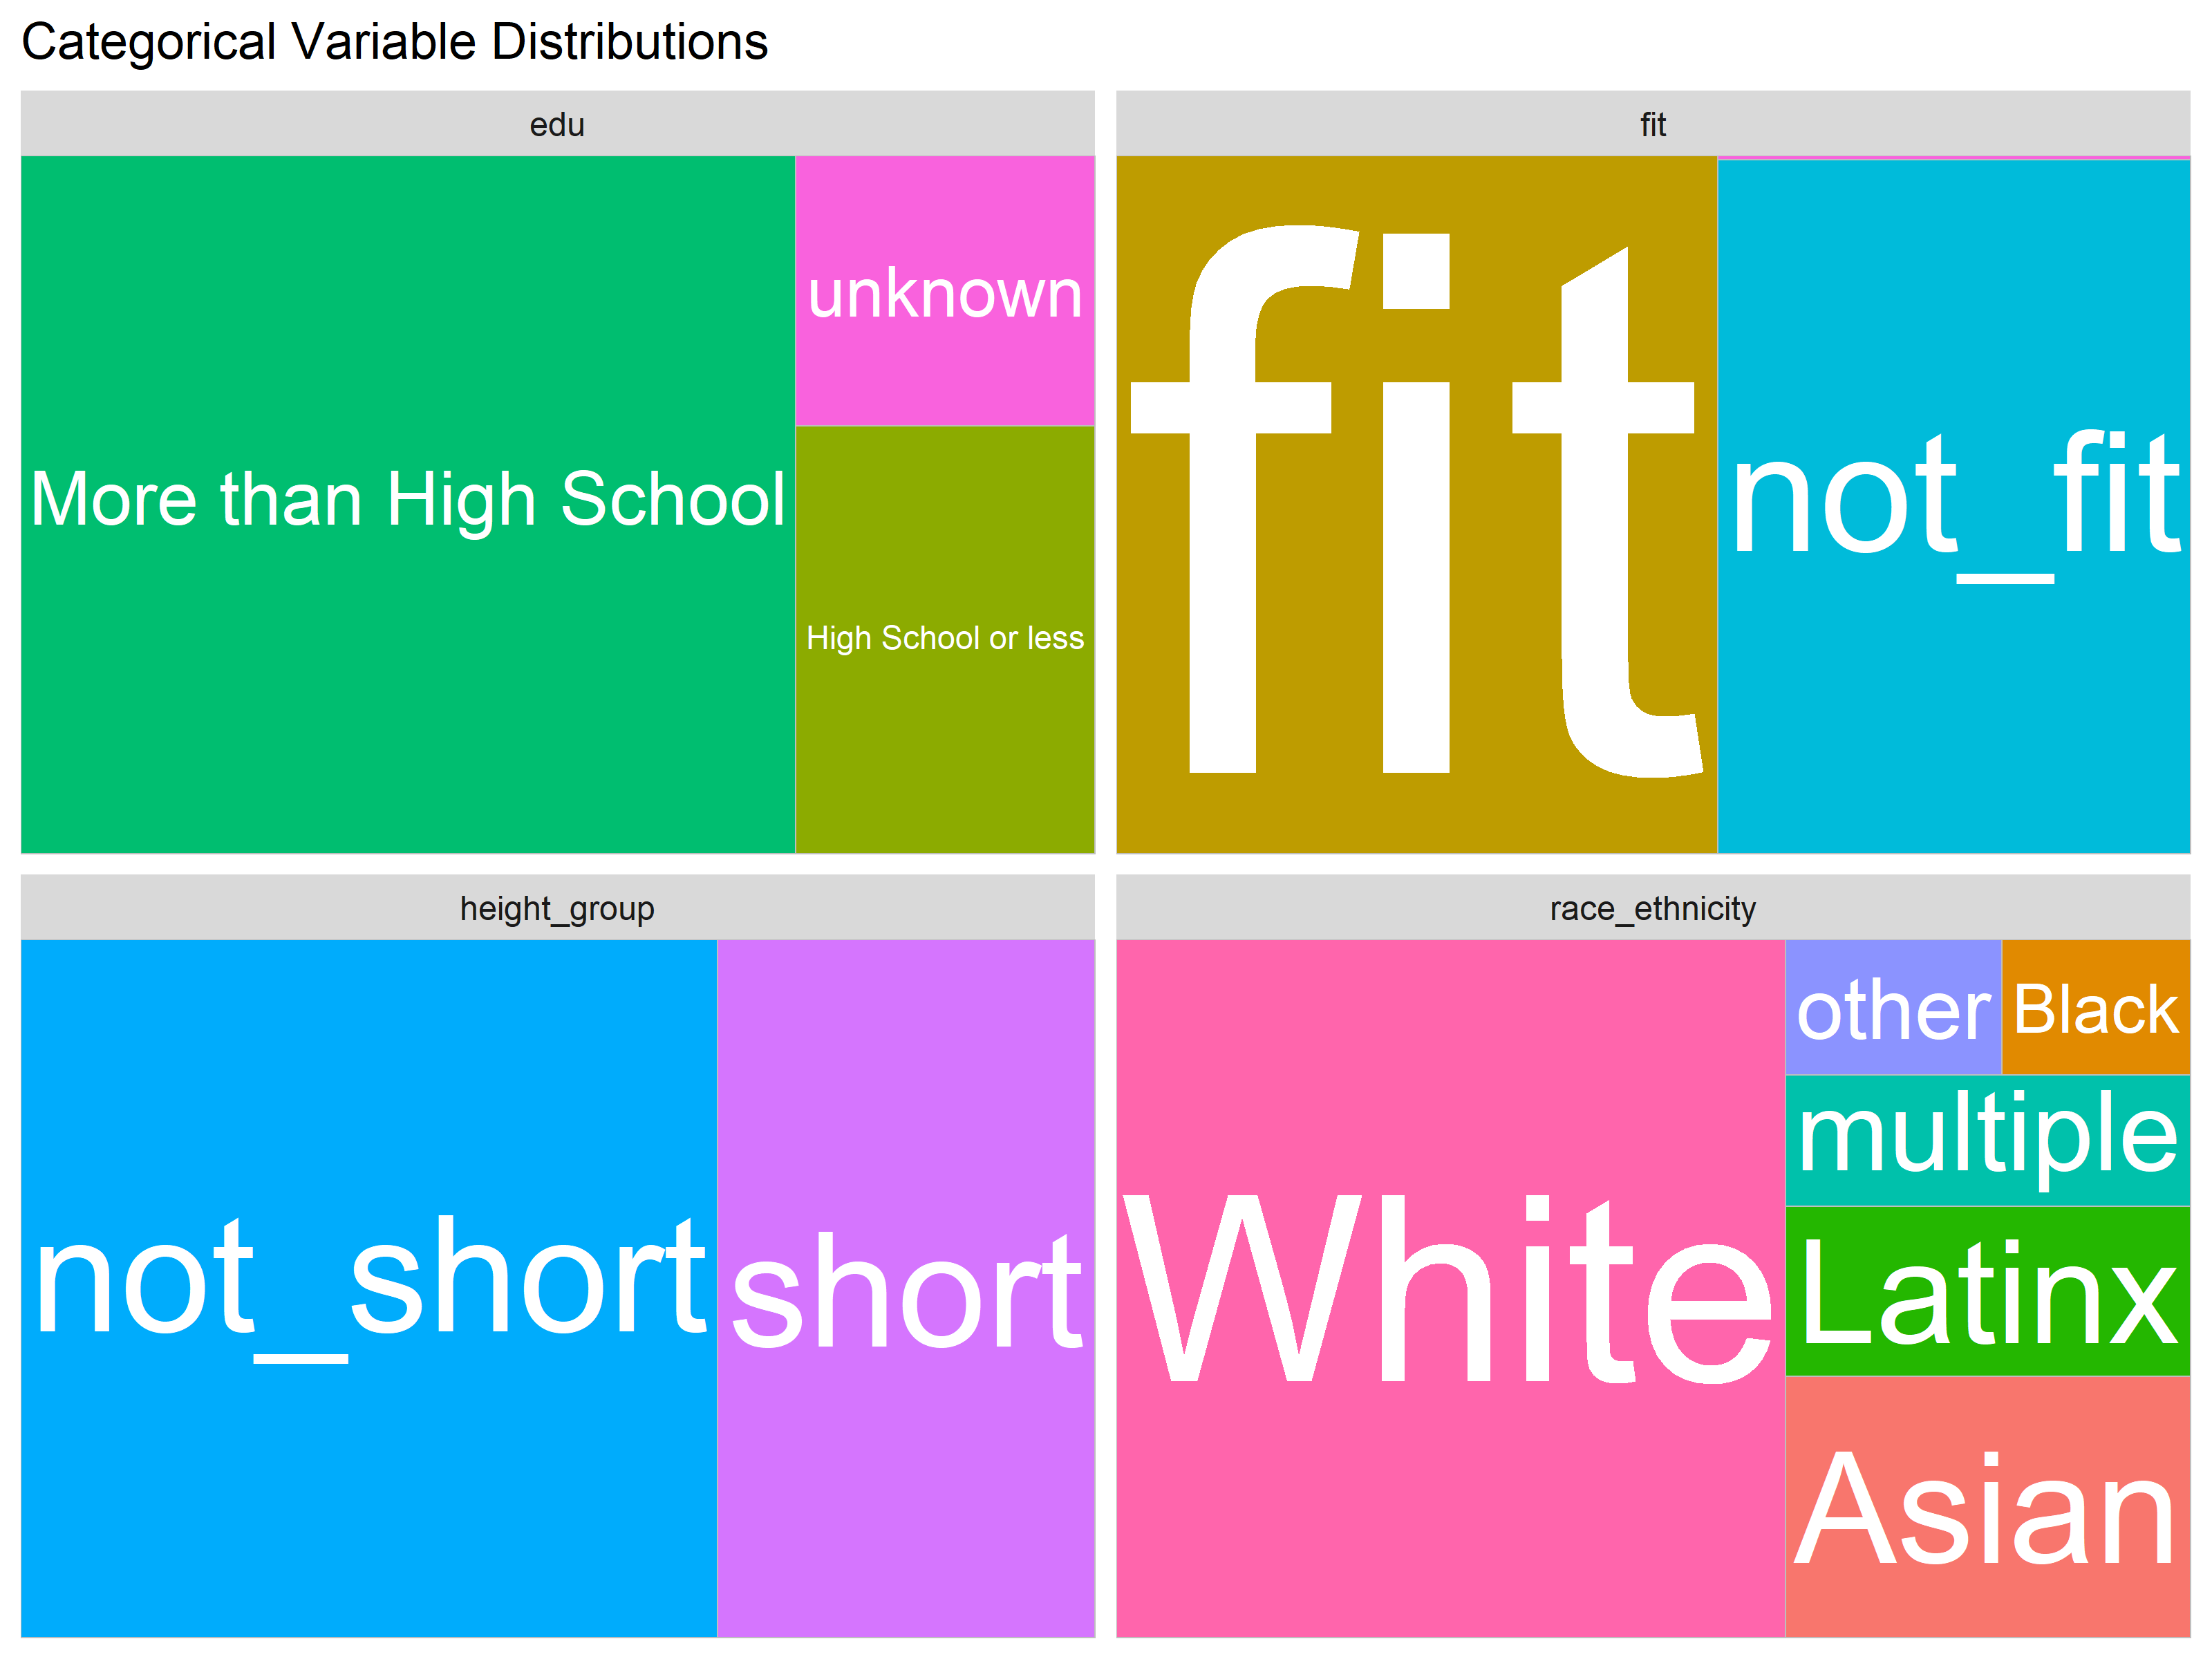 Categorical Variable Distributions
edu
unknown
More than High School
High School or less
fit
fit
not_fit
height_group
not_short
short
race_ethnicity
other
Black
multiple
White
Latinx
Asian